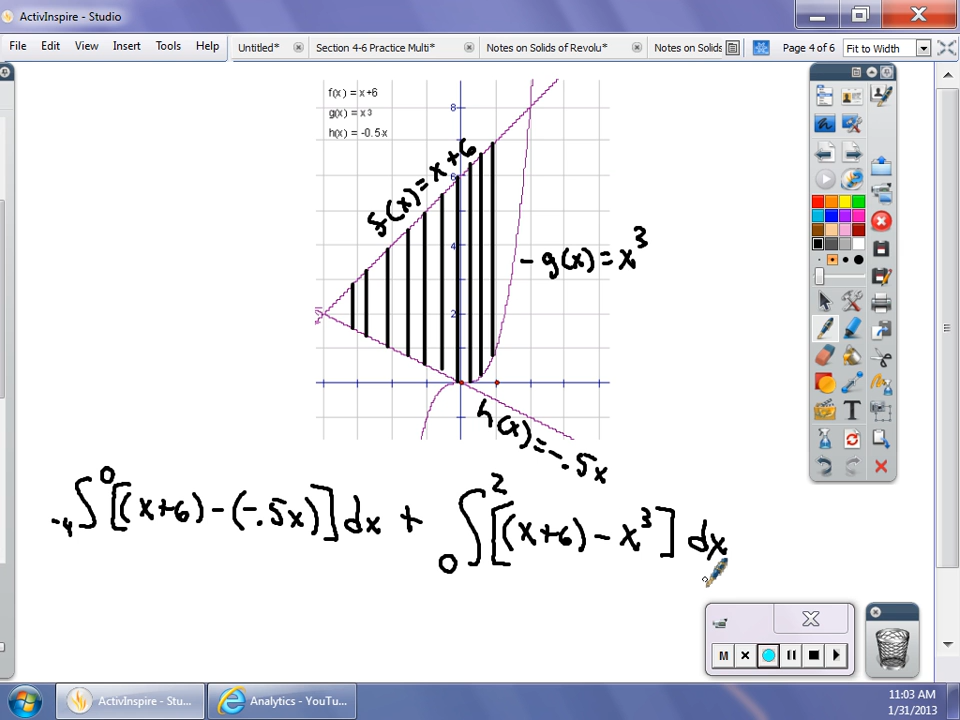 ActivInspire - Studio
File Edit View Insert Tools Help Untitled* Section 4-6 Practice Multi* Notes on Solids of Revolu* Notes on Solids Page 4 of 6 Fit to Width
f(x) = x+6
g(x) = x3
h(x) = -0.5x
8
6
4
2
f(x) = x+6
- g(x) = x³
h(x) = -.5x
∫₋₄⁰ [(x+6) - (-.5x)] dx + ∫₀² [(x+6) - x³] dx
M
ActivInspire - Stu... Analytics - YouTu...
11:03 AM
1/31/2013